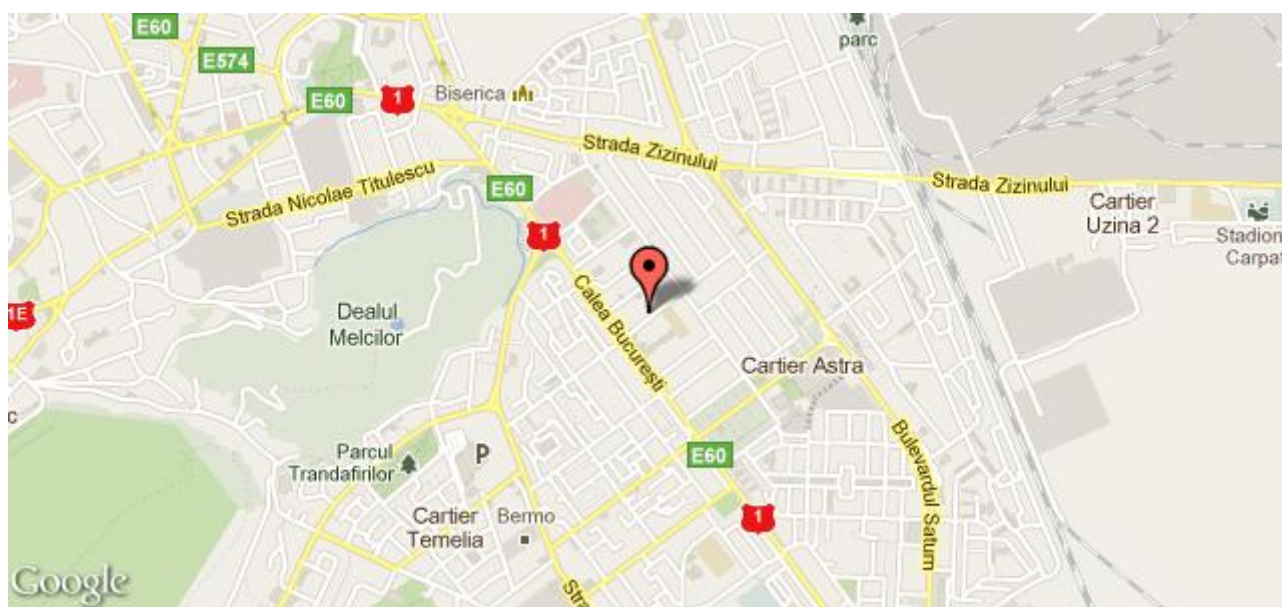 E60
parc
E574
E60
1
Biserica
Strada Zizinului
Strada Zizinului
Strada Nicolae Titulescu
E60
Cartier
Uzina 2
1
Stadion
Carpat
Calea București
1E
Dealul
Melcilor
Cartier Astra
c
Bulevardul Saturn
Parcul
Trandafirilor
P
E60
Cartier
Temelia
Bermo
1
Stra
Google